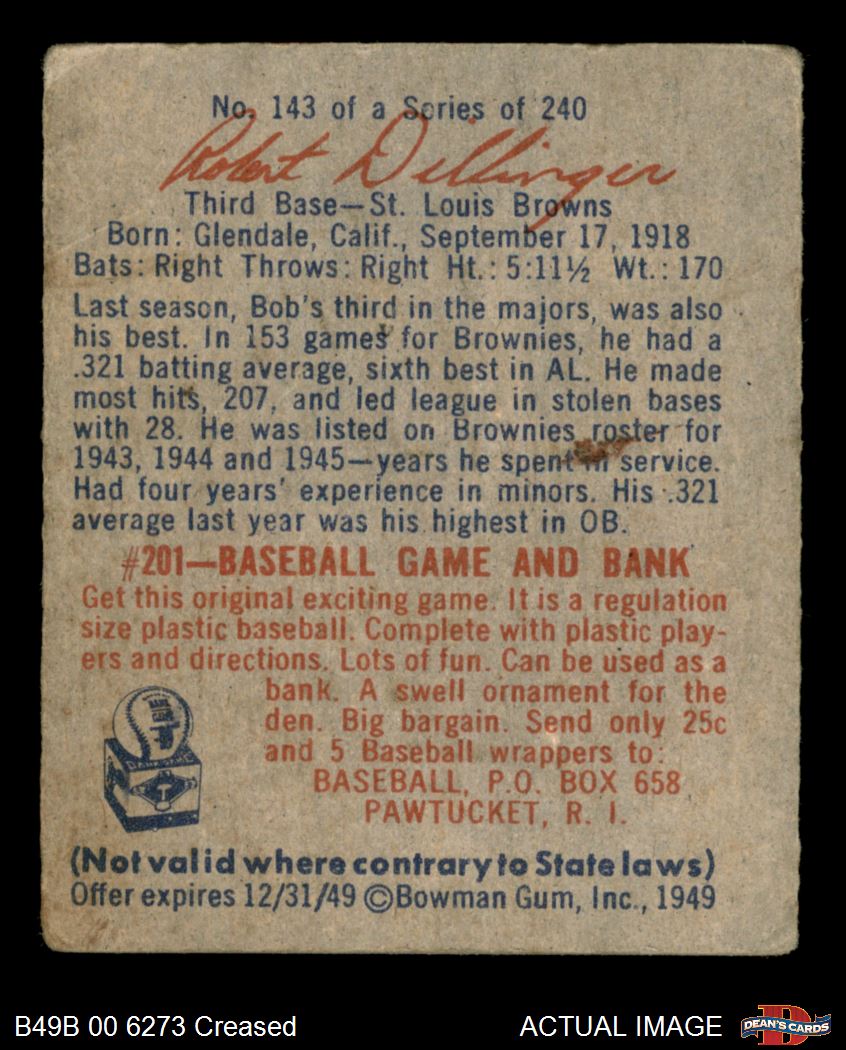 No. 143 of a Series of 240
Robert Dillinger
Third Base—St. Louis Browns
Born: Glendale, Calif., September 17, 1918
Bats: Right Throws: Right Ht.: 5:11½ Wt.: 170
Last season, Bob's third in the majors, was also
his best. In 153 games for Brownies, he had a
.321 batting average, sixth best in AL. He made
most hits, 207, and led league in stolen bases
with 28. He was listed on Brownies roster for
1943, 1944 and 1945—years he spent in service.
Had four years' experience in minors. His .321
average last year was his highest in OB.
#201—BASEBALL GAME AND BANK
Get this original exciting game. It is a regulation
size plastic baseball. Complete with plastic play-
ers and directions. Lots of fun. Can be used as a
bank. A swell ornament for the
den. Big bargain. Send only 25c
and 5 Baseball wrappers to:
BASEBALL, P.O. BOX 658
PAWTUCKET, R. I.
(Not valid where contrary to State laws)
Offer expires 12/31/49 ©Bowman Gum, Inc., 1949
B49B 00 6273 Creased
ACTUAL IMAGE
DEAN'S CARDS